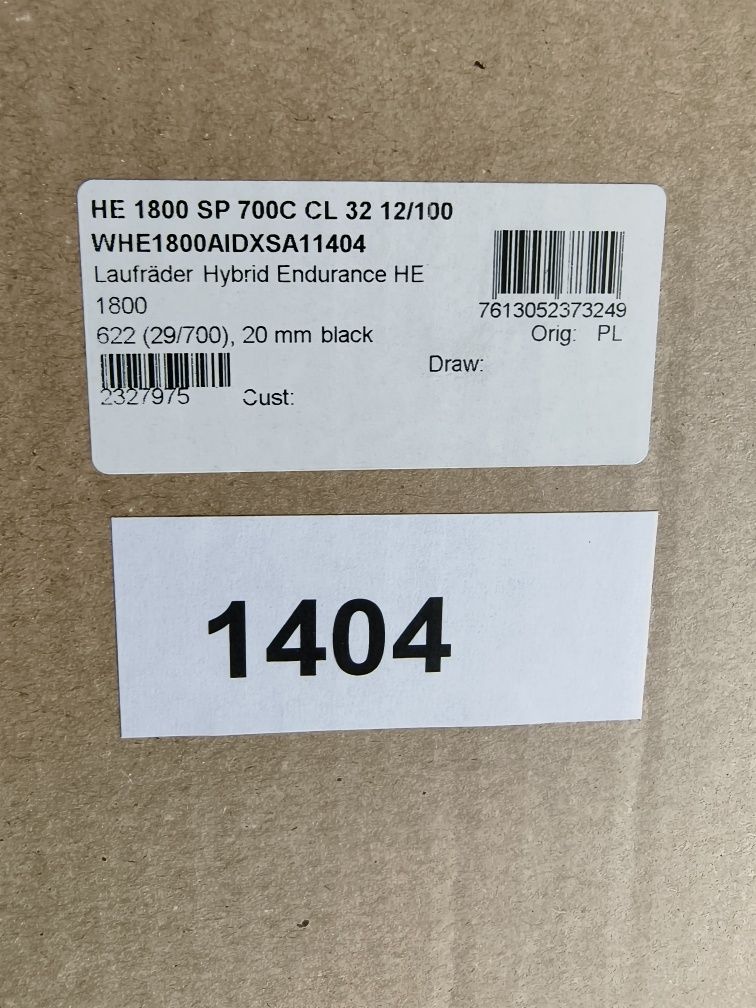 HE 1800 SP 700C CL 32 12/100
WHE1800AIDXSA11404
Laufräder Hybrid Endurance HE
1800
7613052373249
622 (29/700), 20 mm black
Orig: PL
Draw:
2327975
Cust:
1404